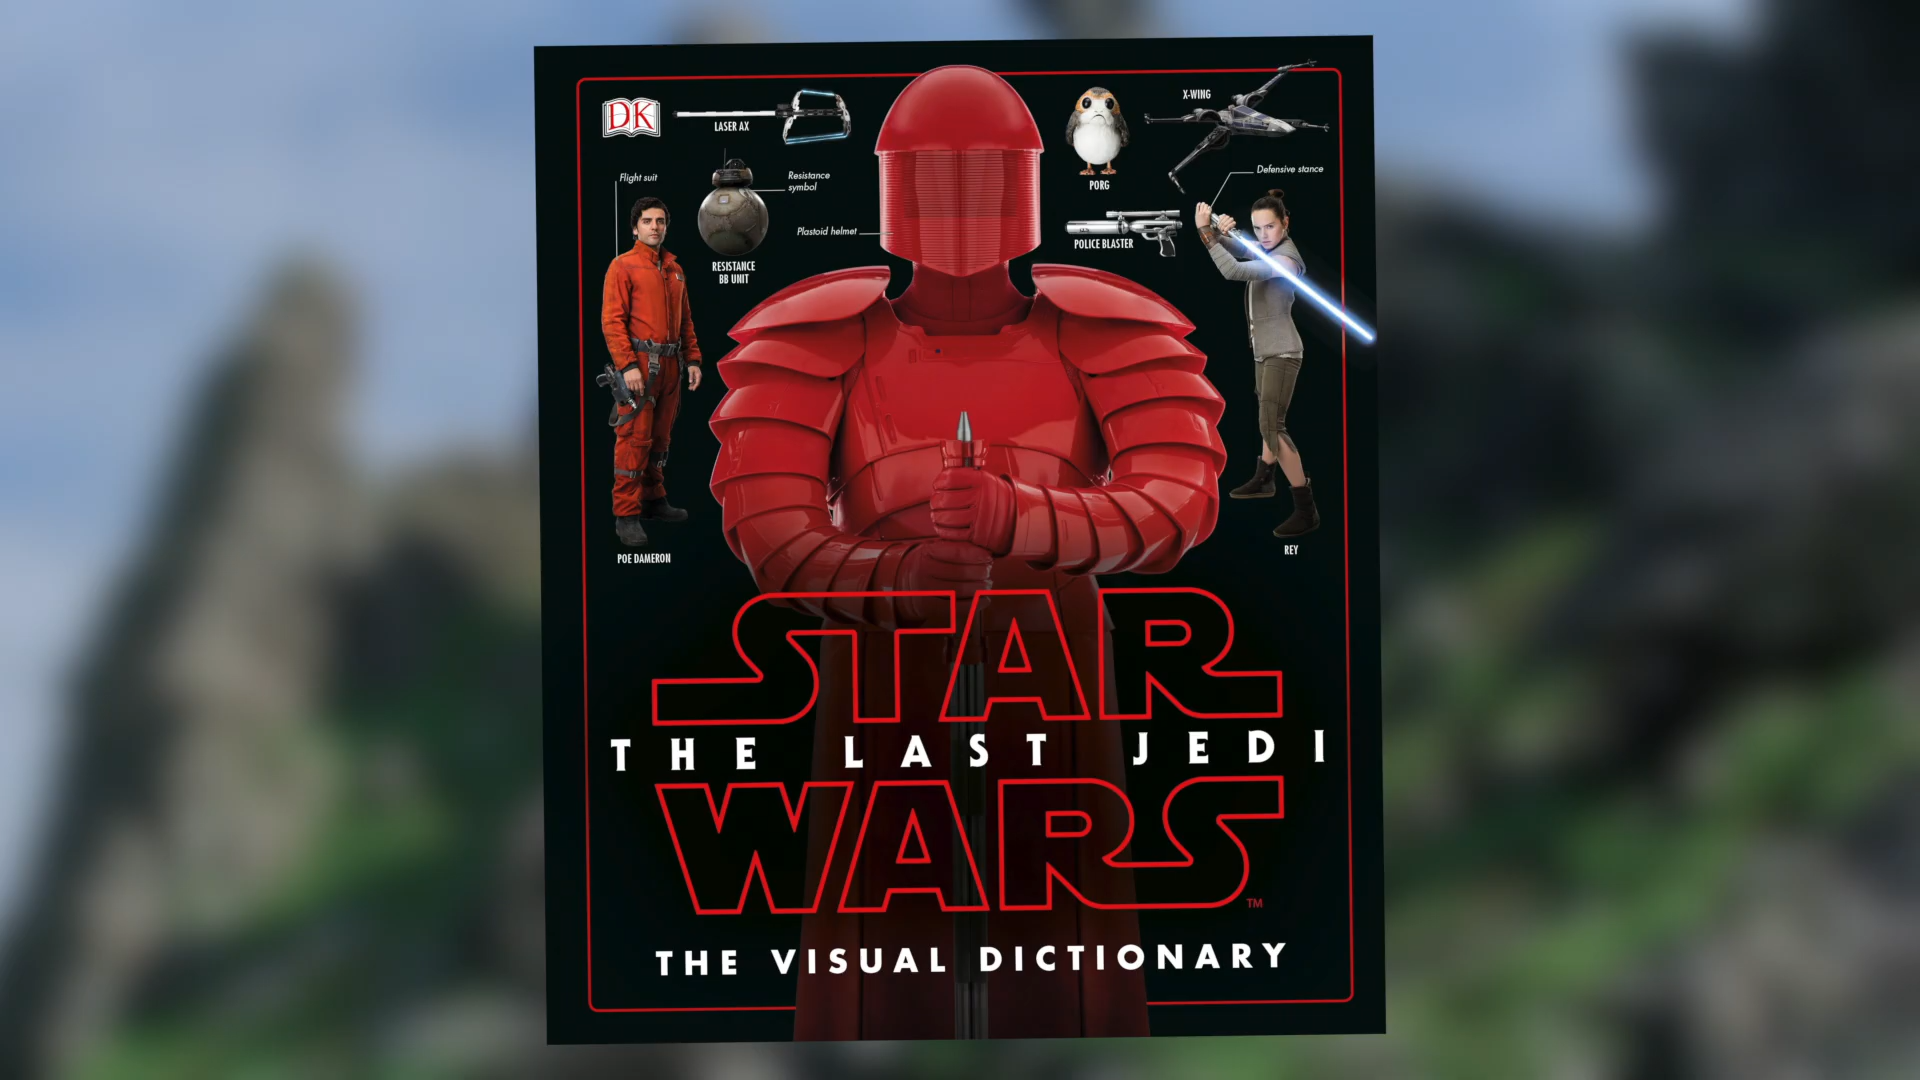 DK
LASER AX
X-WING
Flight suit
Resistance
symbol
Defensive stance
PORG
Plastoid helmet
POLICE BLASTER
RESISTANCE
BB UNIT
POE DAMERON
REY
STAR
THE LAST JEDI
WARS
TM
THE VISUAL DICTIONARY